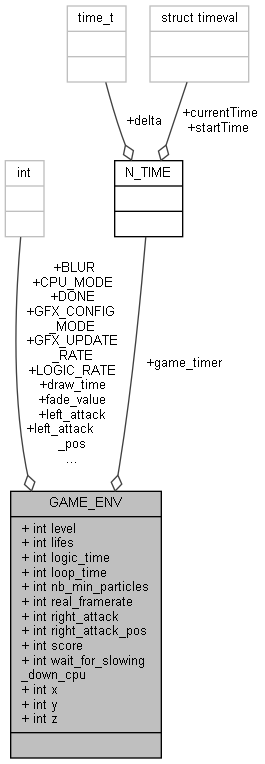 time_t
struct timeval
+delta
+currentTime
+startTime
int
N_TIME
+BLUR
+CPU_MODE
+DONE
+GFX_CONFIG
_MODE
+GFX_UPDATE
_RATE
+LOGIC_RATE
+draw_time
+fade_value
+left_attack
+left_attack
_pos
...
+game_timer
GAME_ENV
+ int level
+ int lifes
+ int logic_time
+ int loop_time
+ int nb_min_particles
+ int real_framerate
+ int right_attack
+ int right_attack_pos
+ int score
+ int wait_for_slowing
_down_cpu
+ int x
+ int y
+ int z